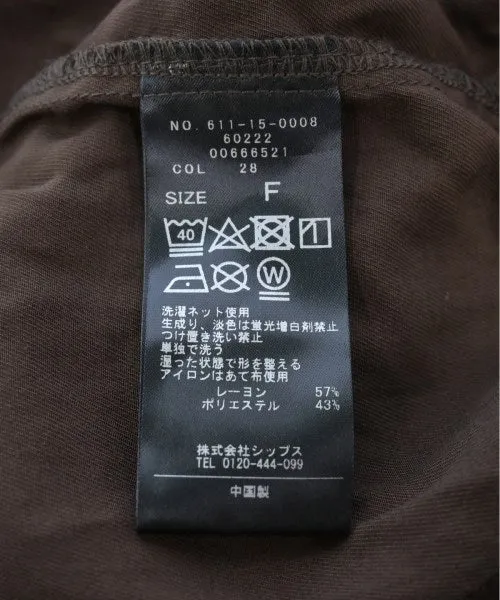 NO. 611-15-0008
60222
00666521
COL 28
SIZE F
40
W
洗濯ネット使用
生成り、淡色は蛍光増白剤禁止
つけ置き洗い禁止
単独で洗う
湿った状態で形を整える
アイロンはあて布使用
レーヨン 57%
ポリエステル 43%
株式会社シップス
TEL 0120-444-099
中国製